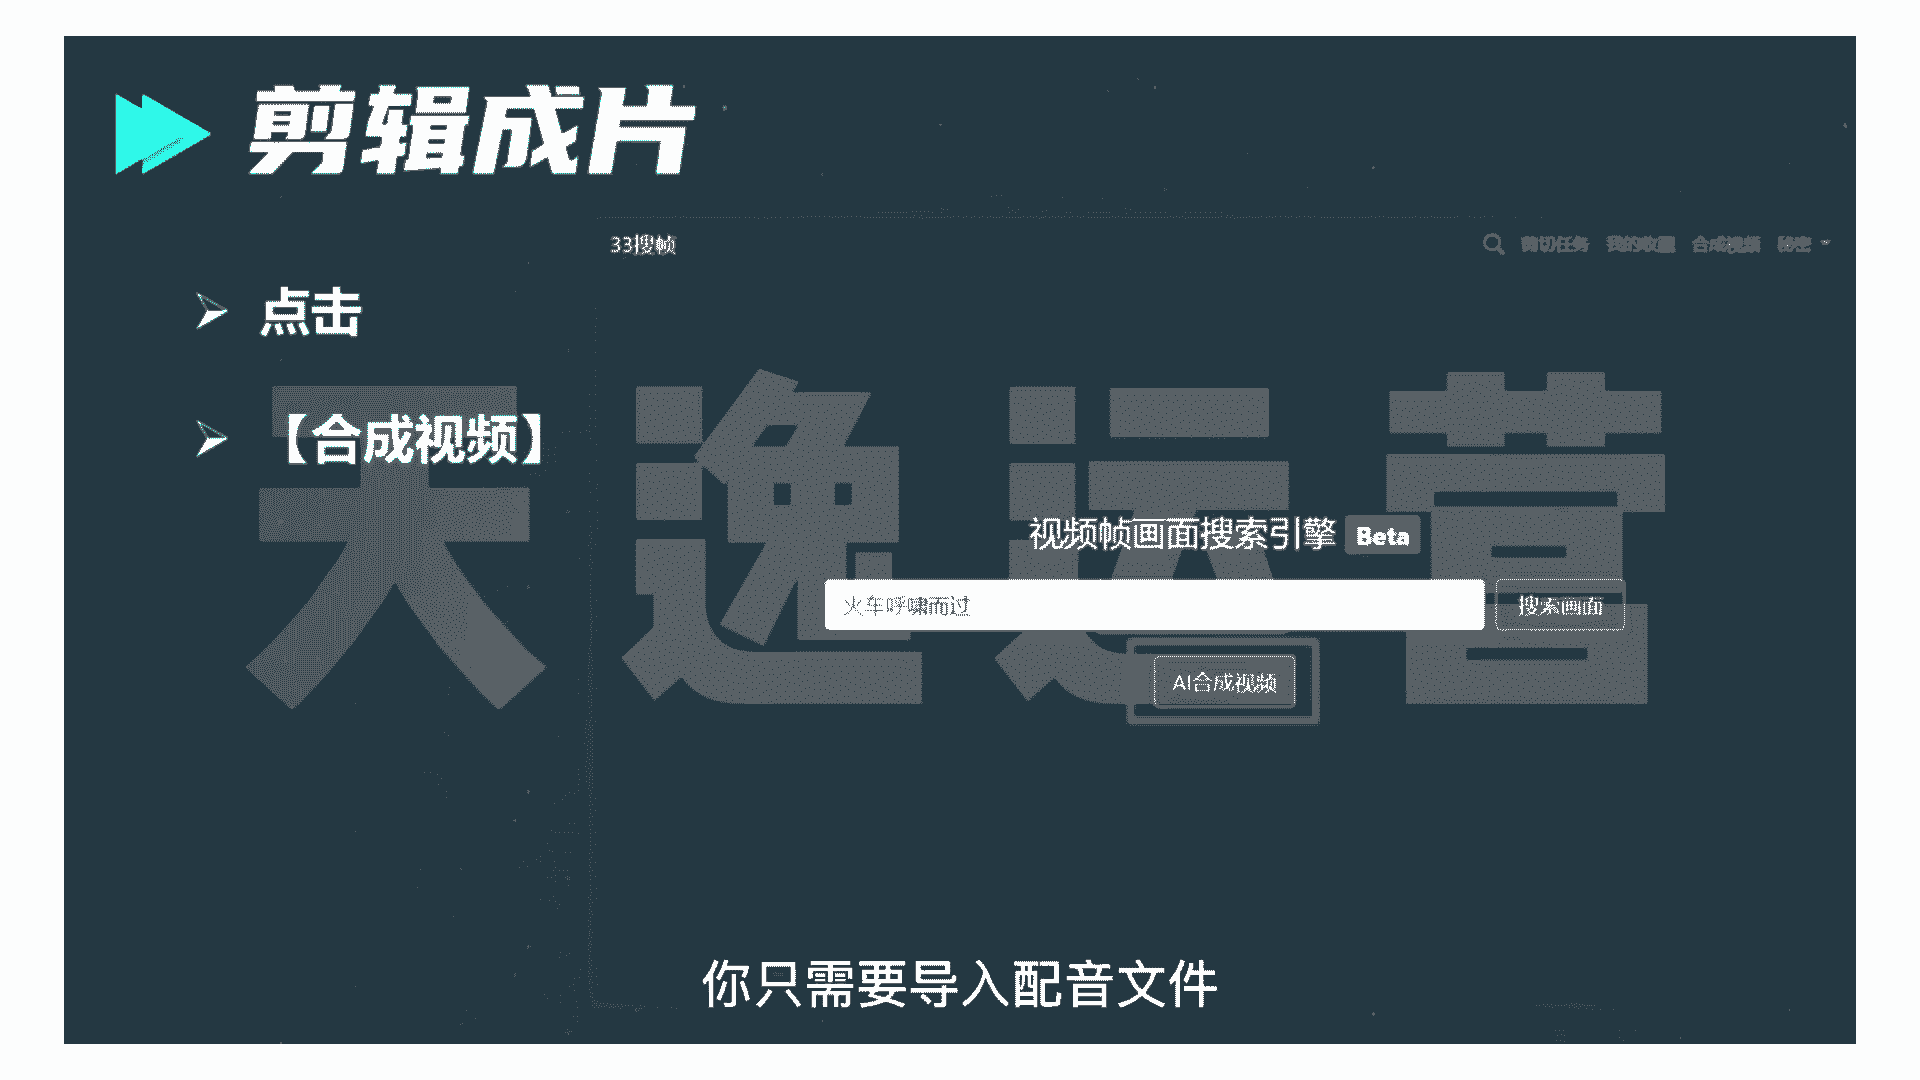 剪辑成片
33搜帧
剪切任务 我的收藏 合成视频 秘密
点击
【合成视频】
天逸运营
视频帧画面搜索引擎 Beta
火车呼啸而过 搜索画面
AI合成视频
你只需要导入配音文件